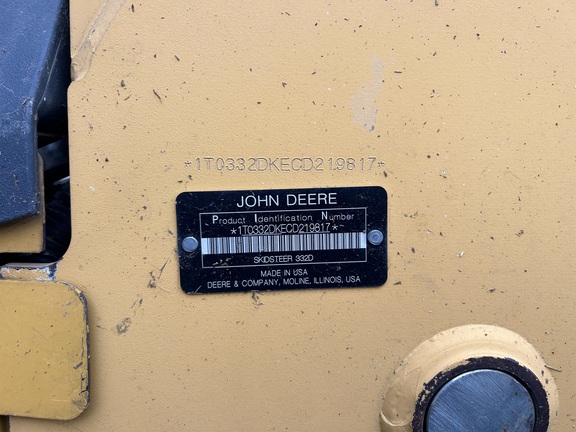 *1T0332DKECD219817*
JOHN DEERE
Product Identification Number
*1T0332DKECD219817*
SKIDSTEER 332D
MADE IN USA
DEERE & COMPANY, MOLINE, ILLINOIS, USA